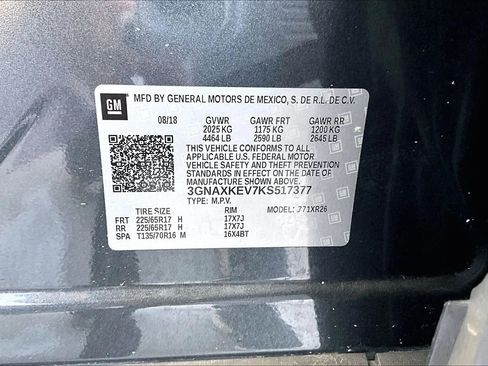 GM
MFD BY GENERAL MOTORS DE MEXICO, S. DE R.L. DE C.V.
08/18 GVWR GAWR FRT GAWR RR
2025 KG 1175 KG 1200 KG
4464 LB 2590 LB 2645 LB
THIS VEHICLE CONFORMS TO ALL
APPLICABLE U.S. FEDERAL MOTOR
VEHICLE SAFETY AND THEFT PREVENTION
STANDARDS IN EFFECT ON THE DATE OF
MANUFACTURE SHOWN ABOVE.
3GNAXKEV7KS517377
TYPE: M.P.V. MODEL: 771XR26
TIRE SIZE RIM
FRT 225/65R17 H 17X7J
RR 225/65R17 H 17X7J
SPA T135/70R16 M 16X4BT